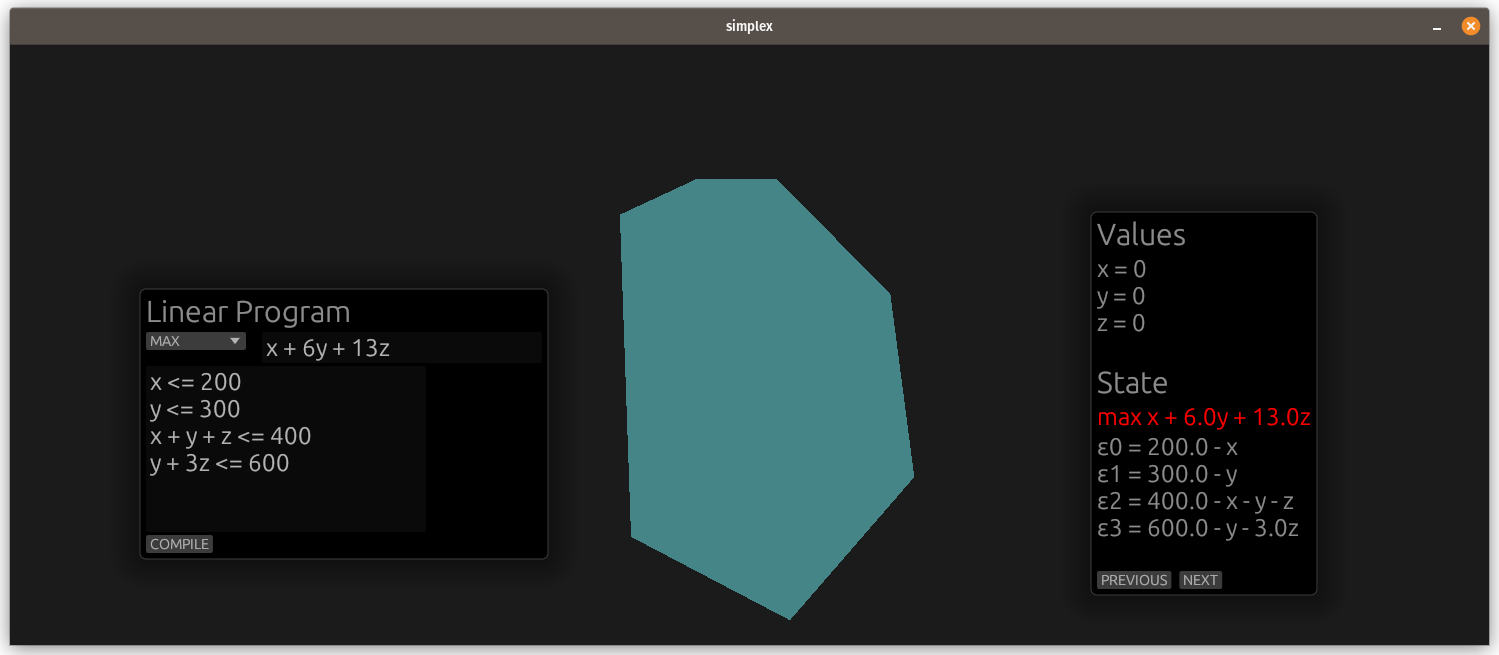 simplex
Linear Program
MAX
x + 6y + 13z
x <= 200
y <= 300
x + y + z <= 400
y + 3z <= 600
COMPILE
Values
x = 0
y = 0
z = 0
State
max x + 6.0y + 13.0z
ε0 = 200.0 - x
ε1 = 300.0 - y
ε2 = 400.0 - x - y - z
ε3 = 600.0 - y - 3.0z
PREVIOUS NEXT